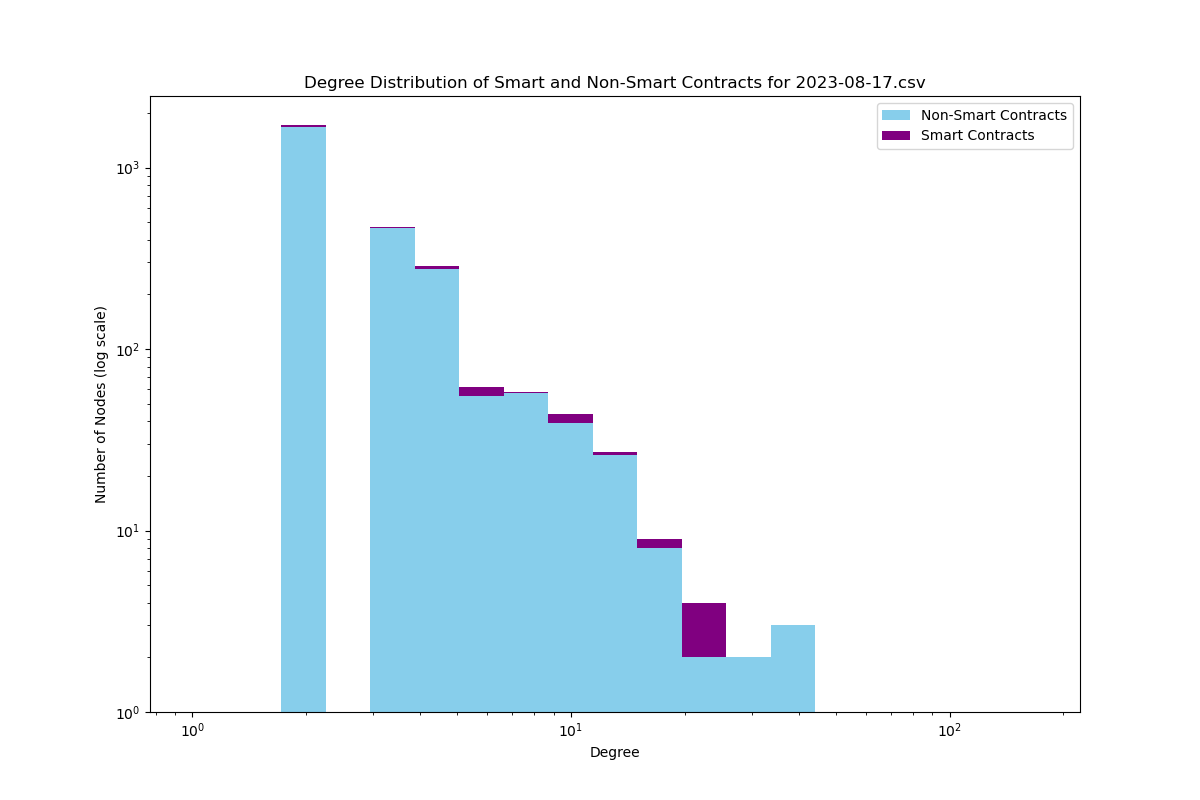 Degree Distribution of Smart and Non-Smart Contracts for 2023-08-17.csv
Non-Smart Contracts
Smart Contracts
Number of Nodes (log scale)
10³
10²
10¹
10⁰
10⁰ 10¹ 10²
Degree